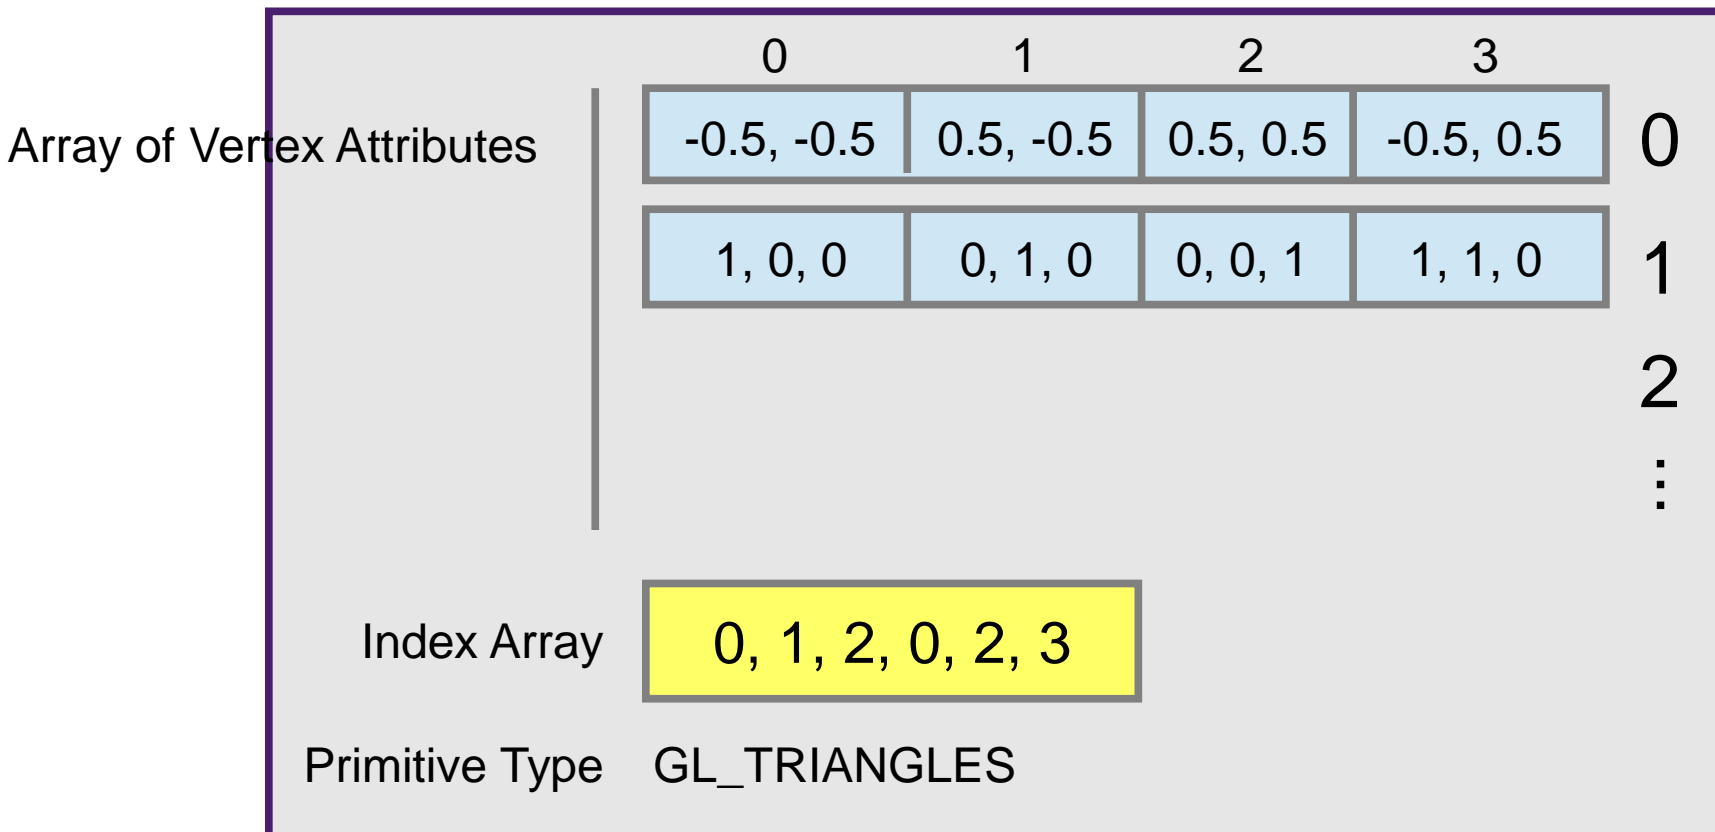 0 1 2 3
Array of Vertex Attributes -0.5, -0.5 0.5, -0.5 0.5, 0.5 -0.5, 0.5 0
1, 0, 0 0, 1, 0 0, 0, 1 1, 1, 0 1
2
⋮
Index Array 0, 1, 2, 0, 2, 3
Primitive Type GL_TRIANGLES